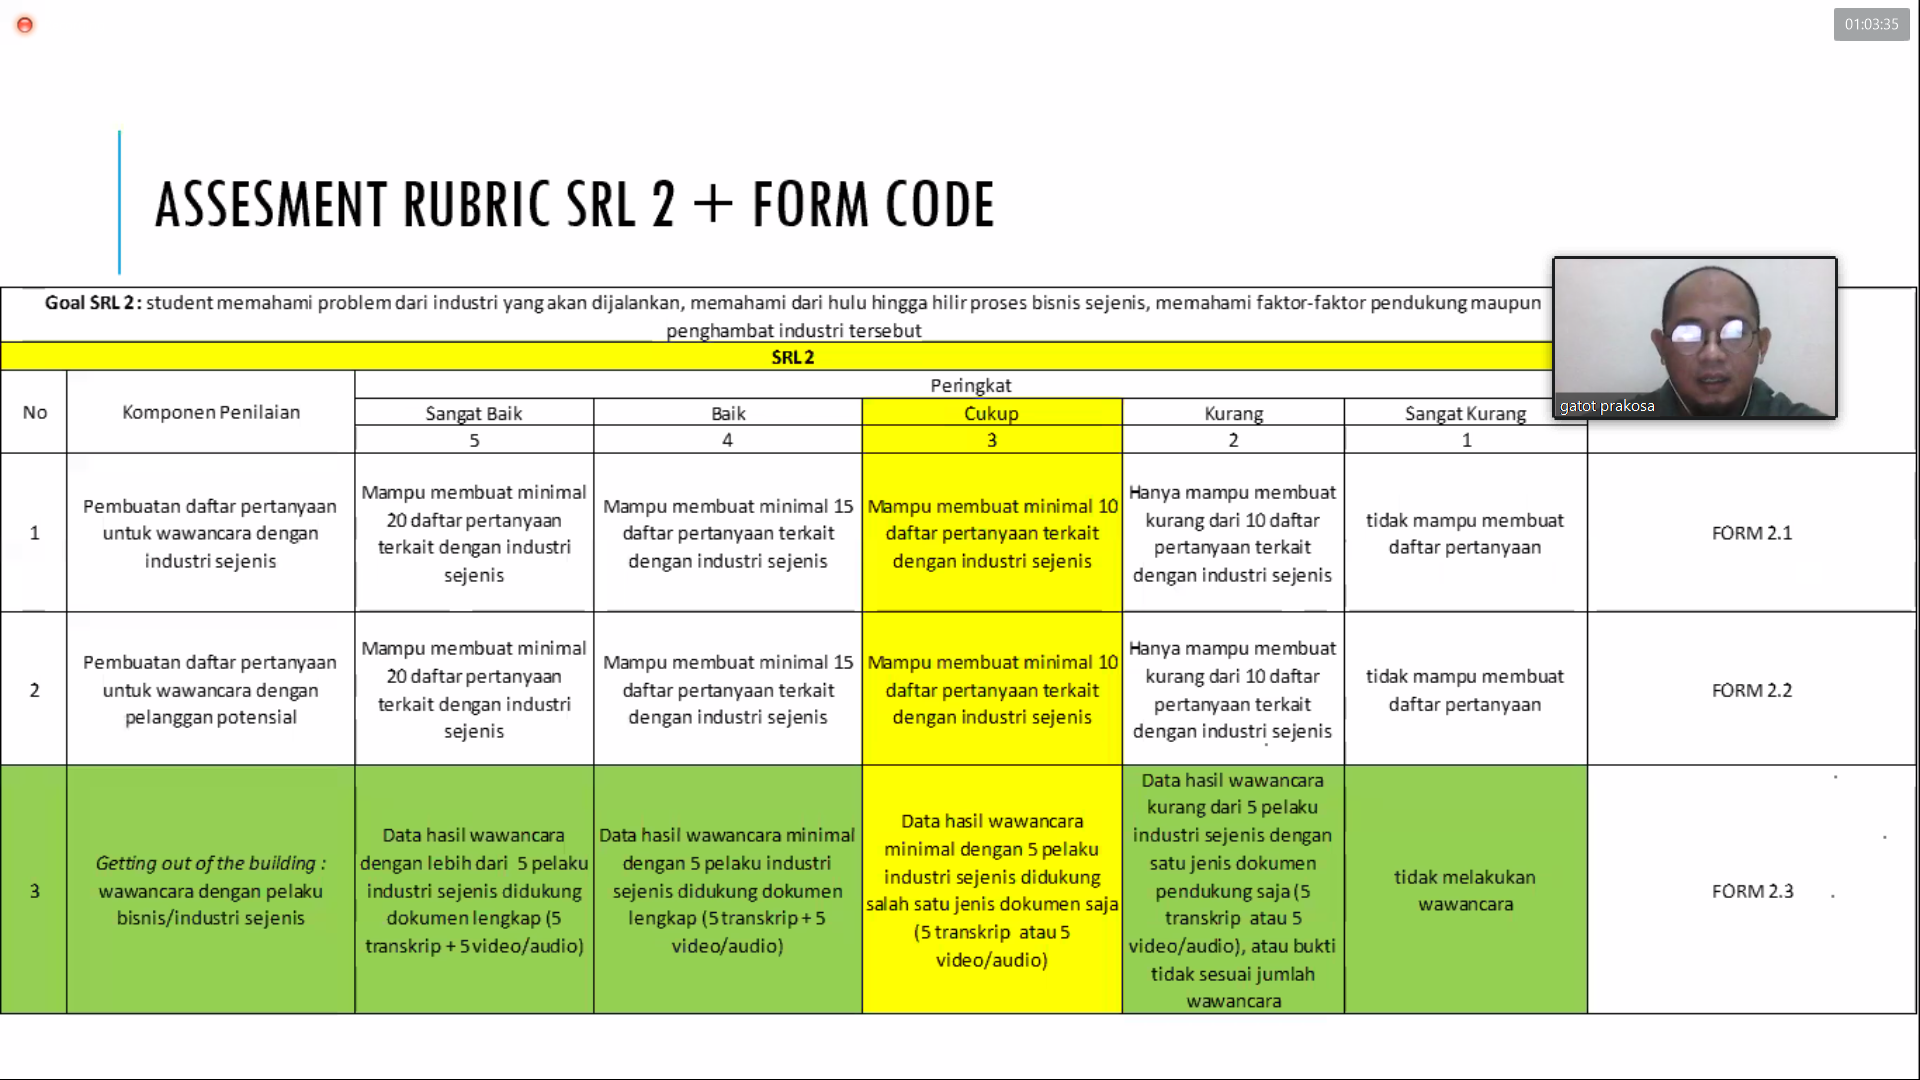 01:03:35
ASSESMENT RUBRIC SRL 2 + FORM CODE
Goal SRL 2 : student memahami problem dari industri yang akan dijalankan, memahami dari hulu hingga hilir proses bisnis sejenis, memahami faktor-faktor pendukung maupun
penghambat industri tersebut
SRL 2
No
Komponen Penilaian
Peringkat
Sangat Baik
Baik
Cukup
Kurang
Sangat Kurang
5
4
3
2
1
gatot prakosa
1
Pembuatan daftar pertanyaan
untuk wawancara dengan
industri sejenis
Mampu membuat minimal
20 daftar pertanyaan
terkait dengan industri
sejenis
Mampu membuat minimal 15
daftar pertanyaan terkait
dengan industri sejenis
Mampu membuat minimal 10
daftar pertanyaan terkait
dengan industri sejenis
Hanya mampu membuat
kurang dari 10 daftar
pertanyaan terkait
dengan industri sejenis
tidak mampu membuat
daftar pertanyaan
FORM 2.1
2
Pembuatan daftar pertanyaan
untuk wawancara dengan
pelanggan potensial
Mampu membuat minimal
20 daftar pertanyaan
terkait dengan industri
sejenis
Mampu membuat minimal 15
daftar pertanyaan terkait
dengan industri sejenis
Mampu membuat minimal 10
daftar pertanyaan terkait
dengan industri sejenis
Hanya mampu membuat
kurang dari 10 daftar
pertanyaan terkait
dengan industri sejenis
tidak mampu membuat
daftar pertanyaan
FORM 2.2
3
Getting out of the building :
wawancara dengan pelaku
bisnis/industri sejenis
Data hasil wawancara
dengan lebih dari 5 pelaku
industri sejenis didukung
dokumen lengkap (5
transkrip + 5 video/audio)
Data hasil wawancara minimal
dengan 5 pelaku industri
sejenis didukung dokumen
lengkap (5 transkrip + 5
video/audio)
Data hasil wawancara
minimal dengan 5 pelaku
industri sejenis didukung
salah satu jenis dokumen saja
(5 transkrip atau 5
video/audio)
Data hasil wawancara
kurang dari 5 pelaku
industri sejenis dengan
satu jenis dokumen
pendukung saja (5
transkrip atau 5
video/audio), atau bukti
tidak sesuai jumlah
wawancara
tidak melakukan
wawancara
FORM 2.3